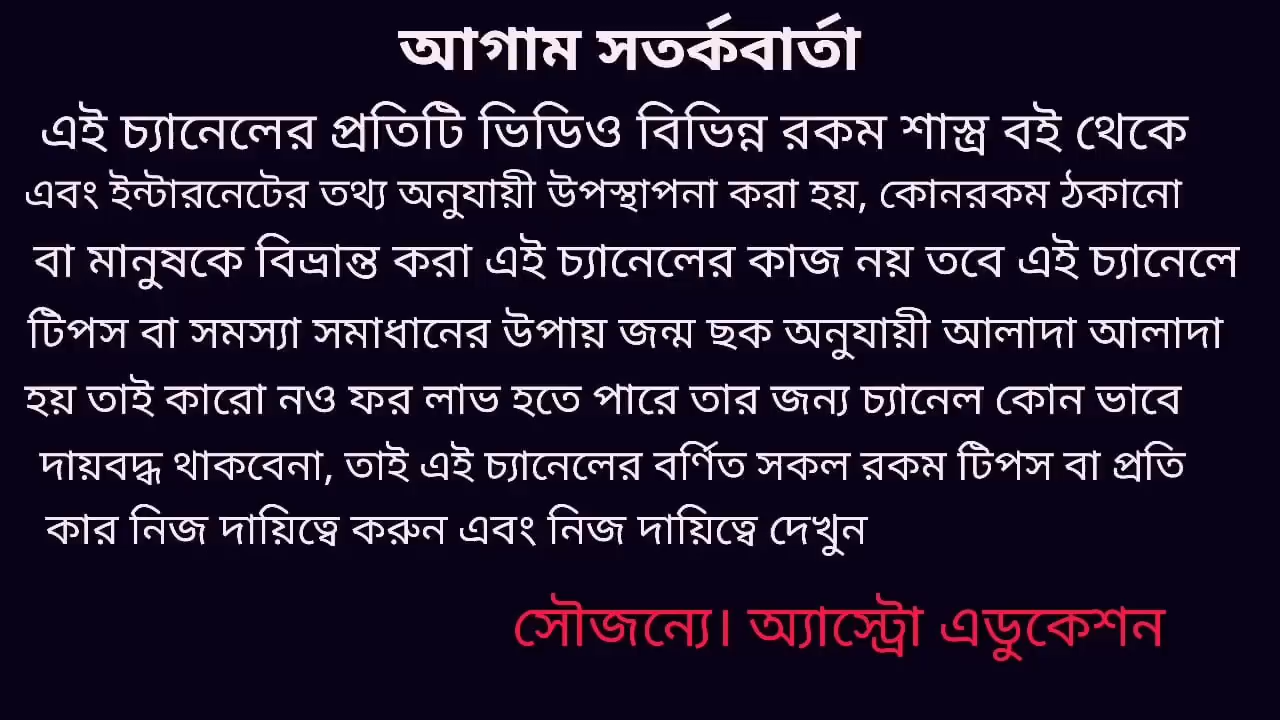 আগাম সতর্কবার্তা
এই চ্যানেলের প্রতিটি ভিডিও বিভিন্ন রকম শাস্ত্র বই থেকে
এবং ইন্টারনেটের তথ্য অনুযায়ী উপস্থাপনা করা হয়, কোনরকম ঠকানো
বা মানুষকে বিভ্রান্ত করা এই চ্যানেলের কাজ নয় তবে এই চ্যানেলে
টিপস বা সমস্যা সমাধানের উপায় জন্ম ছক অনুযায়ী আলাদা আলাদা
হয় তাই কারো নও ফর লাভ হতে পারে তার জন্য চ্যানেল কোন ভাবে
দায়বদ্ধ থাকবেনা, তাই এই চ্যানেলের বর্ণিত সকল রকম টিপস বা প্রতি
কার নিজ দায়িত্বে করুন এবং নিজ দায়িত্বে দেখুন
সৌজন্যে। অ্যাস্ট্রো এডুকেশন